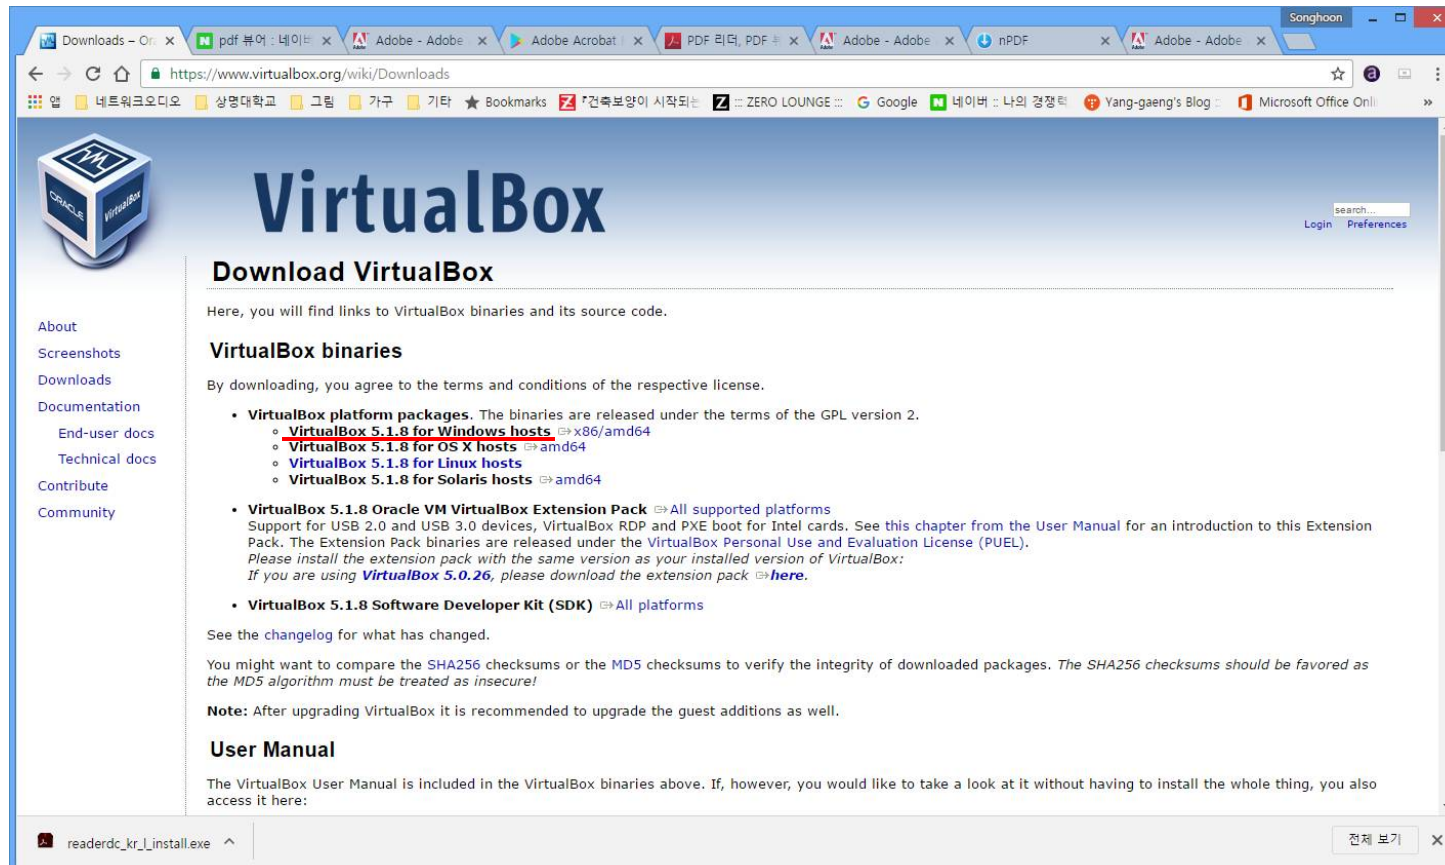 Songhoon
Downloads – Or
pdf 뷰어 : 네이버
Adobe - Adobe
Adobe Acrobat
PDF 리더, PDF
Adobe - Adobe
nPDF
Adobe - Adobe
https://www.virtualbox.org/wiki/Downloads
앱 네트워크오디오 상명대학교 그림 가구 기타 Bookmarks 「건축보양이 시작되는 ::: ZERO LOUNGE ::: Google 네이버 :: 나의 경쟁력 Yang-gaeng's Blog :: Microsoft Office Onli »
ORACLE
VirtualBox
VirtualBox
search...
Login Preferences
About
Screenshots
Downloads
Documentation
End-user docs
Technical docs
Contribute
Community
Download VirtualBox
Here, you will find links to VirtualBox binaries and its source code.
VirtualBox binaries
By downloading, you agree to the terms and conditions of the respective license.
• VirtualBox platform packages. The binaries are released under the terms of the GPL version 2.
VirtualBox 5.1.8 for Windows hosts x86/amd64
VirtualBox 5.1.8 for OS X hosts amd64
VirtualBox 5.1.8 for Linux hosts
VirtualBox 5.1.8 for Solaris hosts amd64
• VirtualBox 5.1.8 Oracle VM VirtualBox Extension Pack All supported platforms
Support for USB 2.0 and USB 3.0 devices, VirtualBox RDP and PXE boot for Intel cards. See this chapter from the User Manual for an introduction to this Extension
Pack. The Extension Pack binaries are released under the VirtualBox Personal Use and Evaluation License (PUEL).
Please install the extension pack with the same version as your installed version of VirtualBox:
If you are using VirtualBox 5.0.26, please download the extension pack here.
• VirtualBox 5.1.8 Software Developer Kit (SDK) All platforms
See the changelog for what has changed.
You might want to compare the SHA256 checksums or the MD5 checksums to verify the integrity of downloaded packages. The SHA256 checksums should be favored as
the MD5 algorithm must be treated as insecure!
Note: After upgrading VirtualBox it is recommended to upgrade the guest additions as well.
User Manual
The VirtualBox User Manual is included in the VirtualBox binaries above. If, however, you would like to take a look at it without having to install the whole thing, you also
access it here:
readerdc_kr_l_install.exe
전체 보기